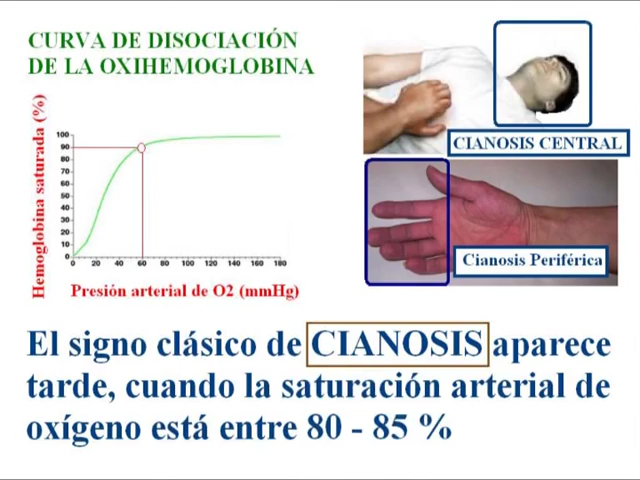 CURVA DE DISOCIACIÓN
DE LA OXIHEMOGLOBINA
Hemoglobina saturada (%)
100
90
80
70
60
50
40
30
20
10
0
0 20 40 60 80 100 120 140 160 180
Presión arterial de O2 (mmHg)
CIANOSIS CENTRAL
Cianosis Periférica
El signo clásico de CIANOSIS aparece
tarde, cuando la saturación arterial de
oxígeno está entre 80 - 85 %